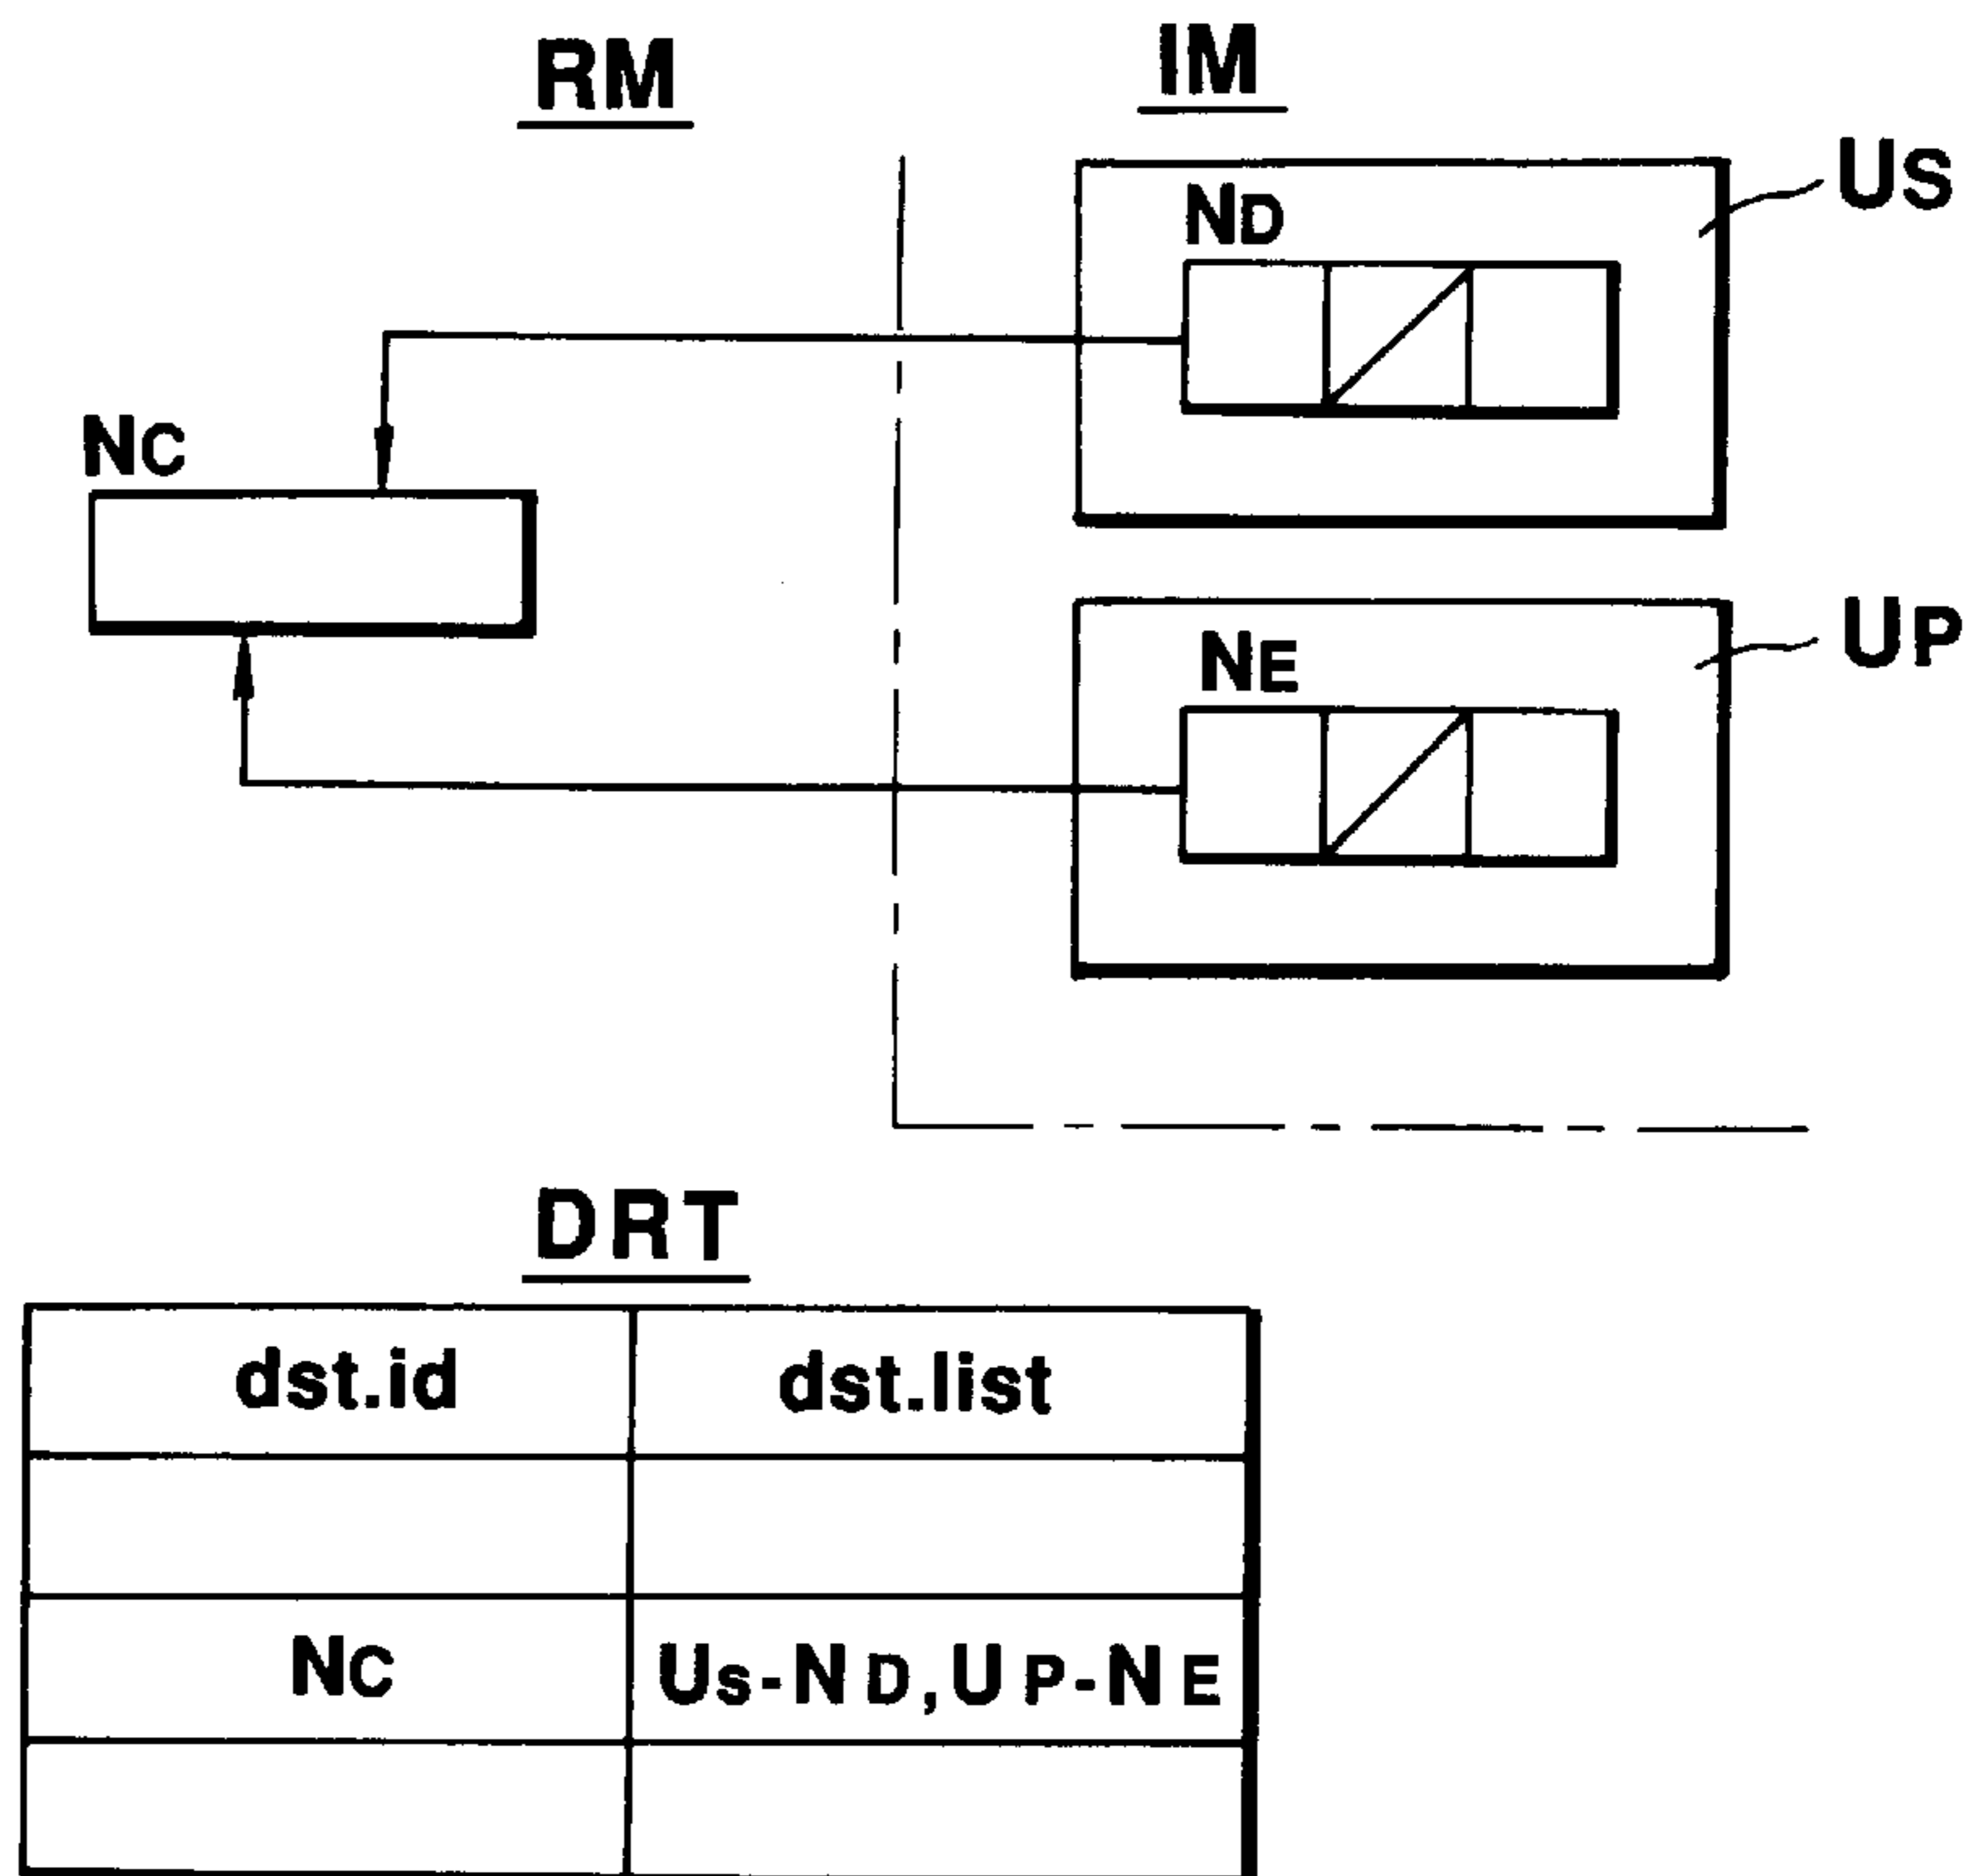 RM
IM
US
ND
NC
UP
NE
DRT
dst.id dst.list
NC US-ND,UP-NE